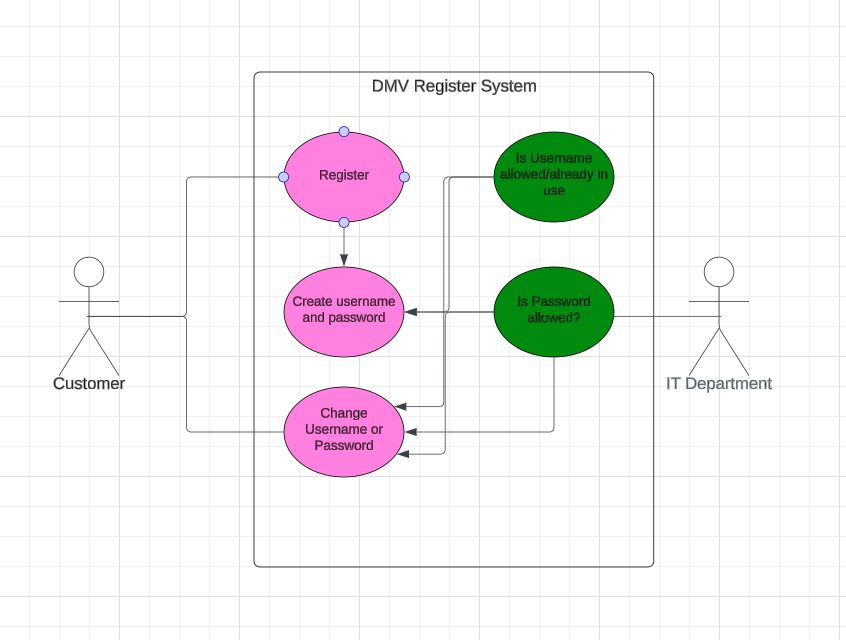 DMV Register System
Register
Is Username
allowed/already in
use
Create username
and password
Is Password
allowed?
Customer
IT Department
Change
Username or
Password